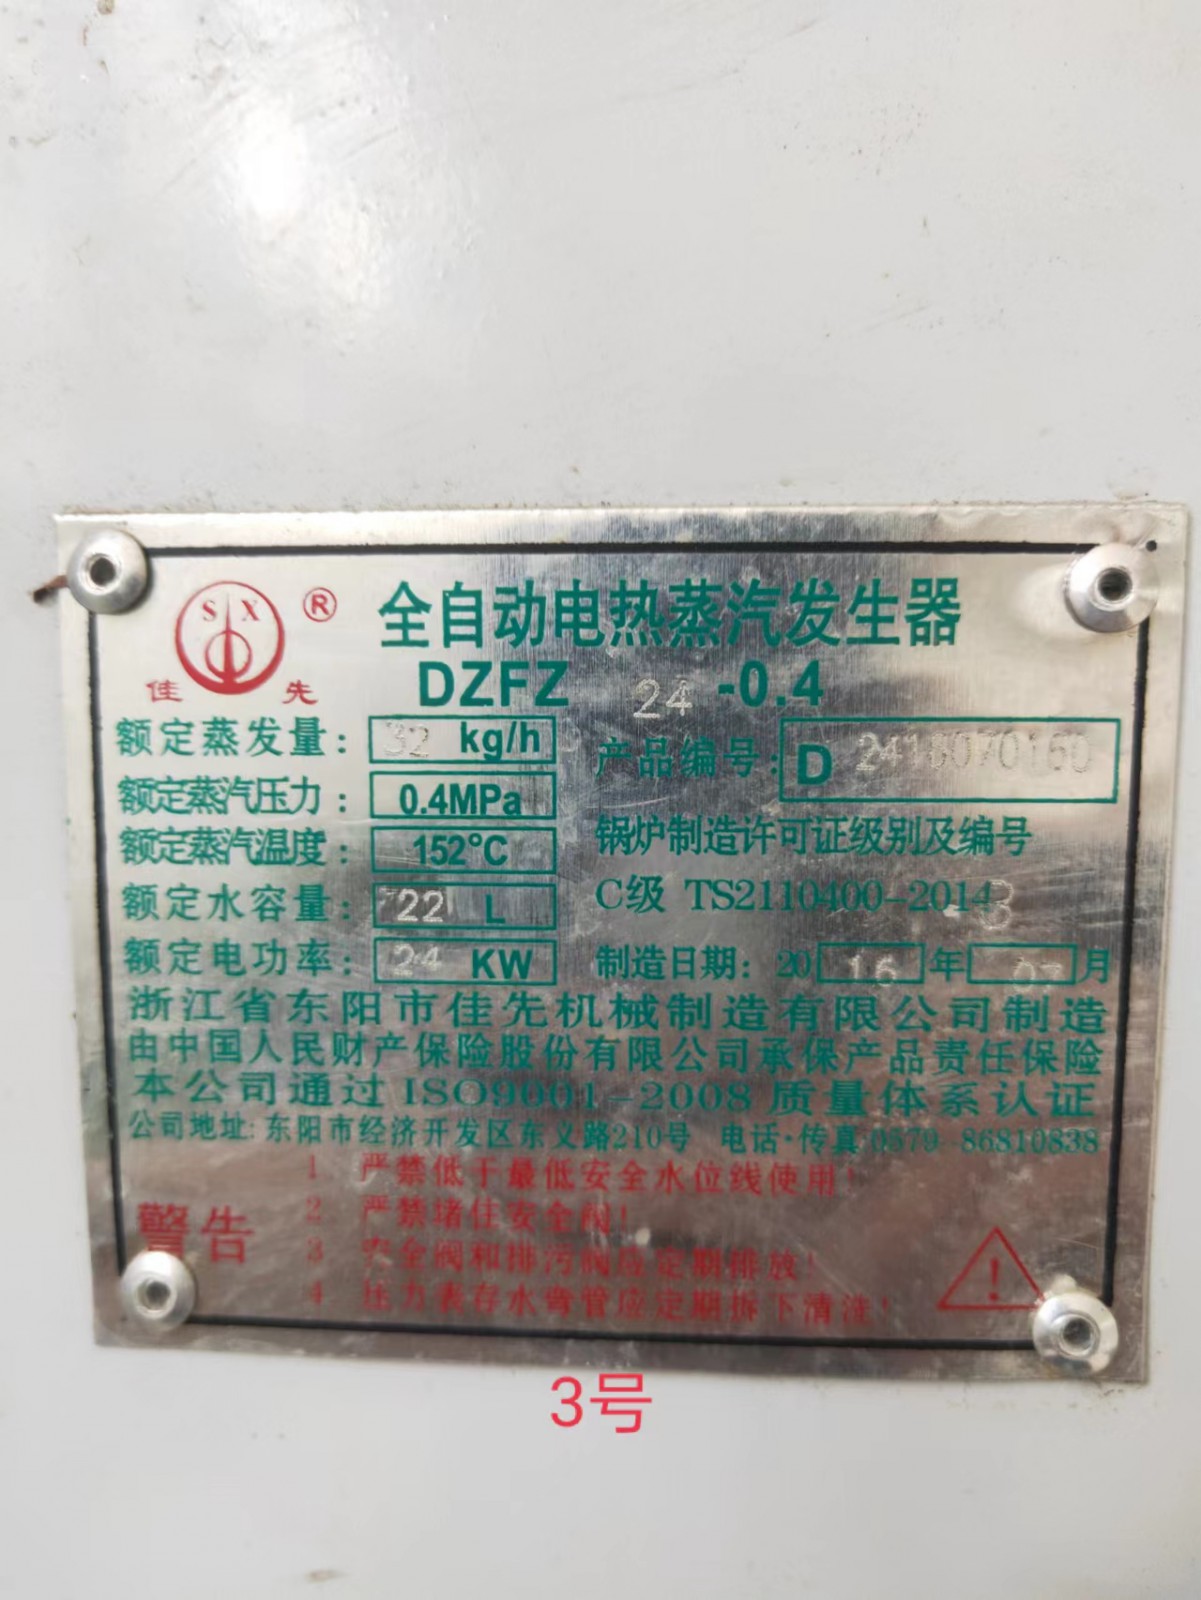 S X ®
佳 先
全自动电热蒸汽发生器
DZFZ 24 -0.4
额定蒸发量: 32 kg/h
产品编号: D 2418070160
额定蒸汽压力: 0.4MPa
额定蒸汽温度: 152°C
锅炉制造许可证级别及编号
额定水容量: 22 L
C级 TS2110400-2014
额定电功率: 24 KW
制造日期: 2016年07月
浙江省东阳市佳先机械制造有限公司制造
由中国人民财产保险股份有限公司承保产品责任保险
本公司通过ISO9001-2008质量体系认证
公司地址: 东阳市经济开发区东义路210号 电话·传真:0579-86810838
警告
1 严禁低于最低安全水位线使用!
2 严禁堵住安全阀!
3 安全阀和排污阀应定期排放!
4 压力表存水弯管应定期拆下清洗!
3号